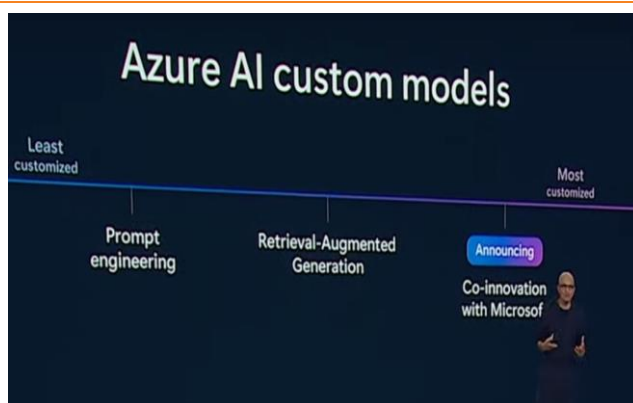 Azure AI custom models
Least
customized
Most
customized
Prompt
engineering
Retrieval-Augmented
Generation
Announcing
Co-innovation
with Microsof